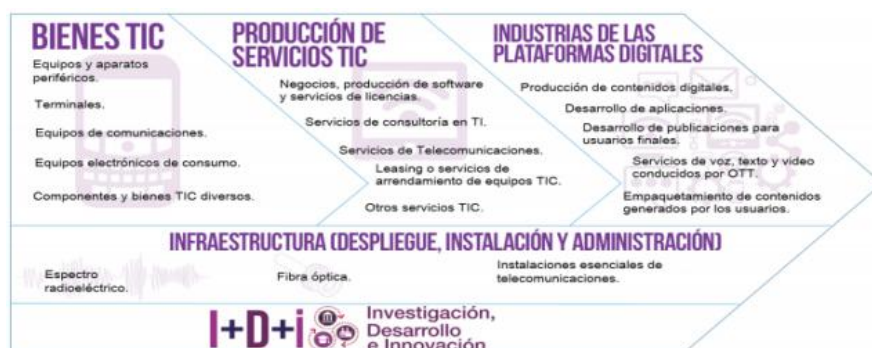 BIENES TIC
Equipos y aparatos
periféricos.
Terminales.
Equipos de comunicaciones.
Equipos electrónicos de consumo.
Componentes y bienes TIC diversos.
PRODUCCIÓN DE
SERVICIOS TIC
Negocios, producción de software
y servicios de licencias.
Servicios de consultoría en TI.
Servicios de Telecomunicaciones.
Leasing o servicios de
arrendamiento de equipos TIC.
Otros servicios TIC.
INDUSTRIAS DE LAS
PLATAFORMAS DIGITALES
Producción de contenidos digitales.
Desarrollo de aplicaciones.
Desarrollo de publicaciones para
usuarios finales.
Servicios de voz, texto y video
conducidos por OTT.
Empaquetamiento de contenidos
generados por los usuarios.
INFRAESTRUCTURA (DESPLIEGUE, INSTALACIÓN Y ADMINISTRACIÓN)
Espectro
radioeléctrico.
Fibra óptica.
Instalaciones esenciales de
telecomunicaciones.
I+D+i
Investigación,
Desarrollo
e Innovación